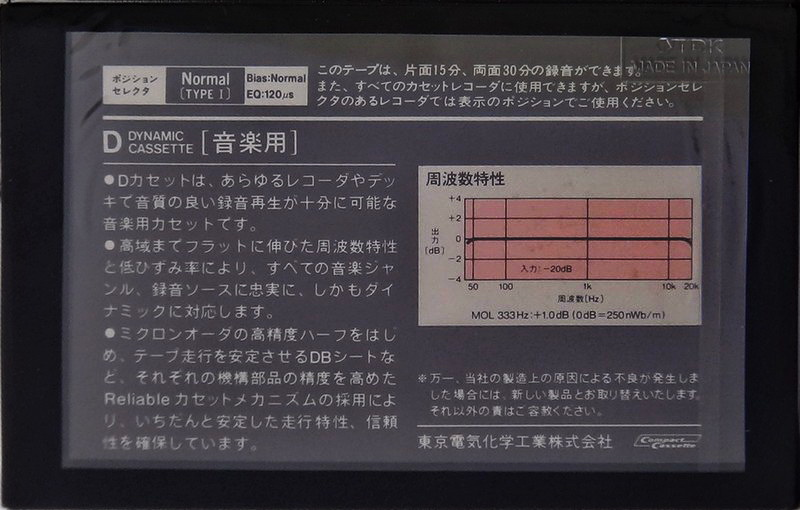 TDK
MADE IN JAPAN
ポジション
セレクタ
Normal
(TYPE I)
Bias:Normal
EQ:120μs
このテープは、片面15分、両面30分の録音ができます。
また、すべてのカセットレコーダに使用できますが、ポジションセレ
クタのあるレコーダでは表示のポジションでご使用ください。
D DYNAMIC
CASSETTE [音楽用]
●Dカセットは、あらゆるレコーダやデッ
キで音質の良い録音再生が十分に可能な
音楽用カセットです。
●高域までフラットに伸びた周波数特性
と低ひずみ率により、すべての音楽ジャ
ンル、録音ソースに忠実に、しかもダイ
ナミックに対応します。
●ミクロンオーダの高精度ハーフをはじ
め、テープ走行を安定させるDBシートな
ど、それぞれの機構部品の精度を高めた
Reliableカセットメカニズムの採用によ
り、いちだんと安定した走行特性、信頼
性を確保しています。
周波数特性
+4
+2
0
-2
-4
出力
[dB]
入力:-20dB
50 100 1k 10k 20k
周波数[Hz]
MOL 333Hz:+1.0dB (0dB=250nWb/m)
※万一、当社の製造上の原因による不良が発生しま
した場合には、新しい製品とお取り替えいたします。
それ以外の責はご容赦ください。
東京電気化学工業株式会社
Compact
Cassette